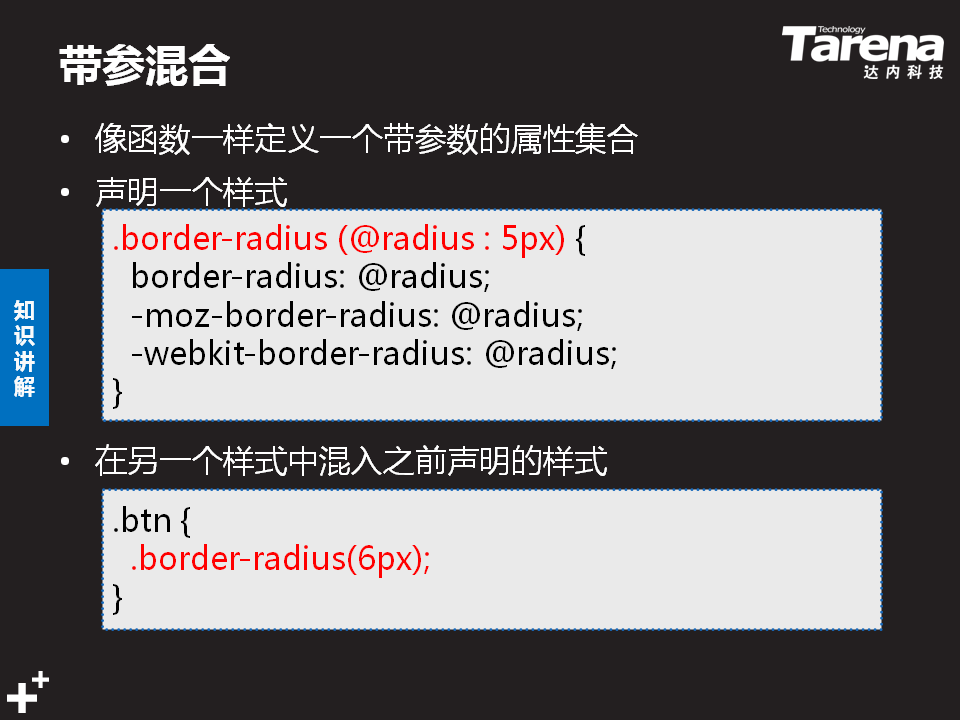 带参混合
Technology
Tarena
达内科技
• 像函数一样定义一个带参数的属性集合
• 声明一个样式
.border-radius (@radius : 5px) {
border-radius: @radius;
-moz-border-radius: @radius;
-webkit-border-radius: @radius;
}
知识讲解
• 在另一个样式中混入之前声明的样式
.btn {
.border-radius(6px);
}